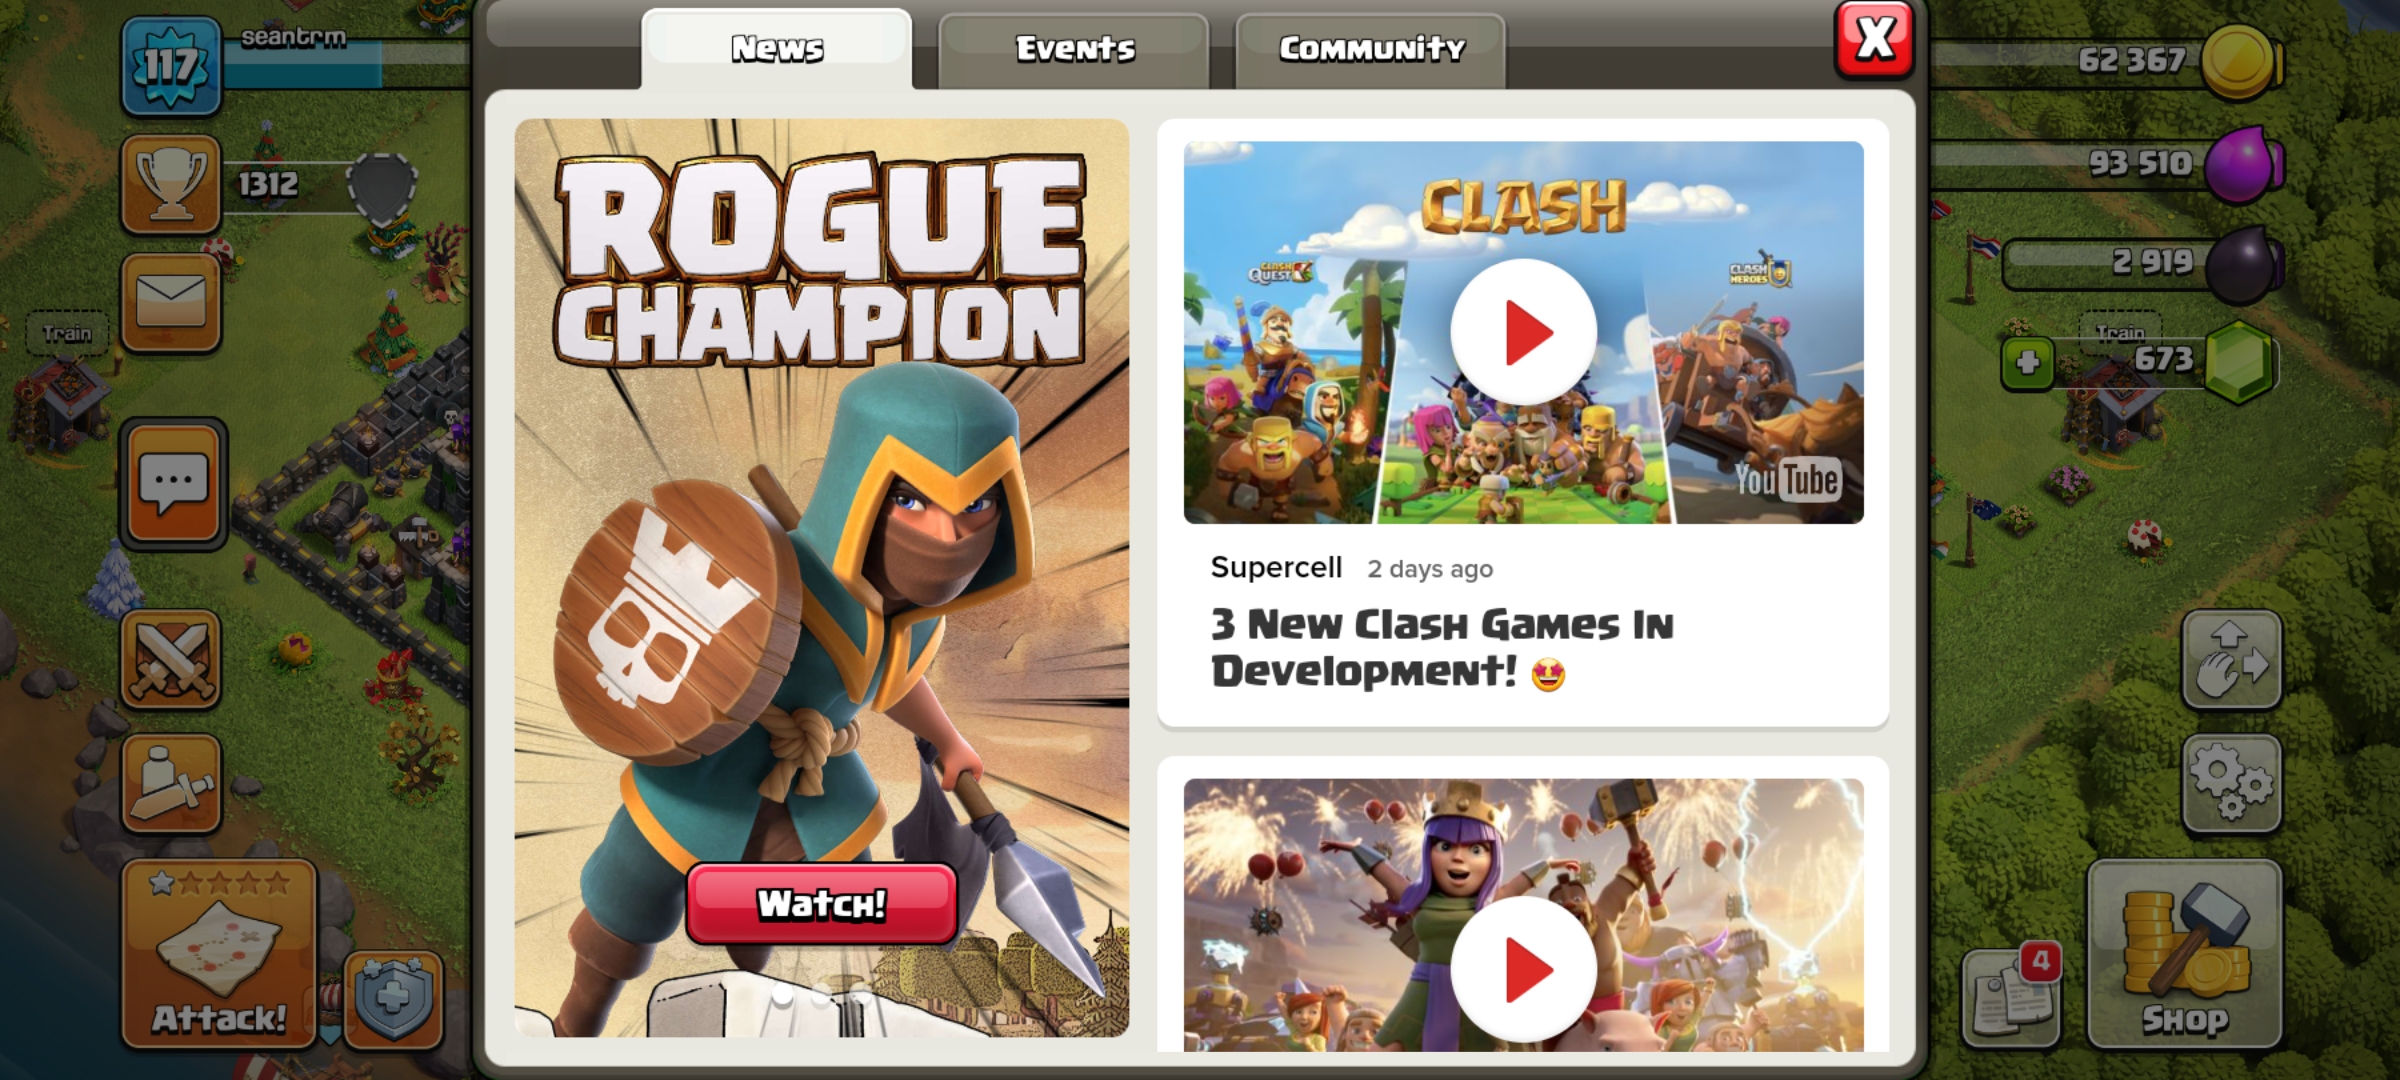 117
seantrm
News
Events
Community
X
62 367
1312
93 510
2 919
Train
Train
673
ROGUE
CHAMPION
CLASH
CLASH
QUEST
CLASH
HEROES
YouTube
Supercell 2 days ago
3 New Clash Games In
Development! 🤩
Watch!
Attack!
4
Shop